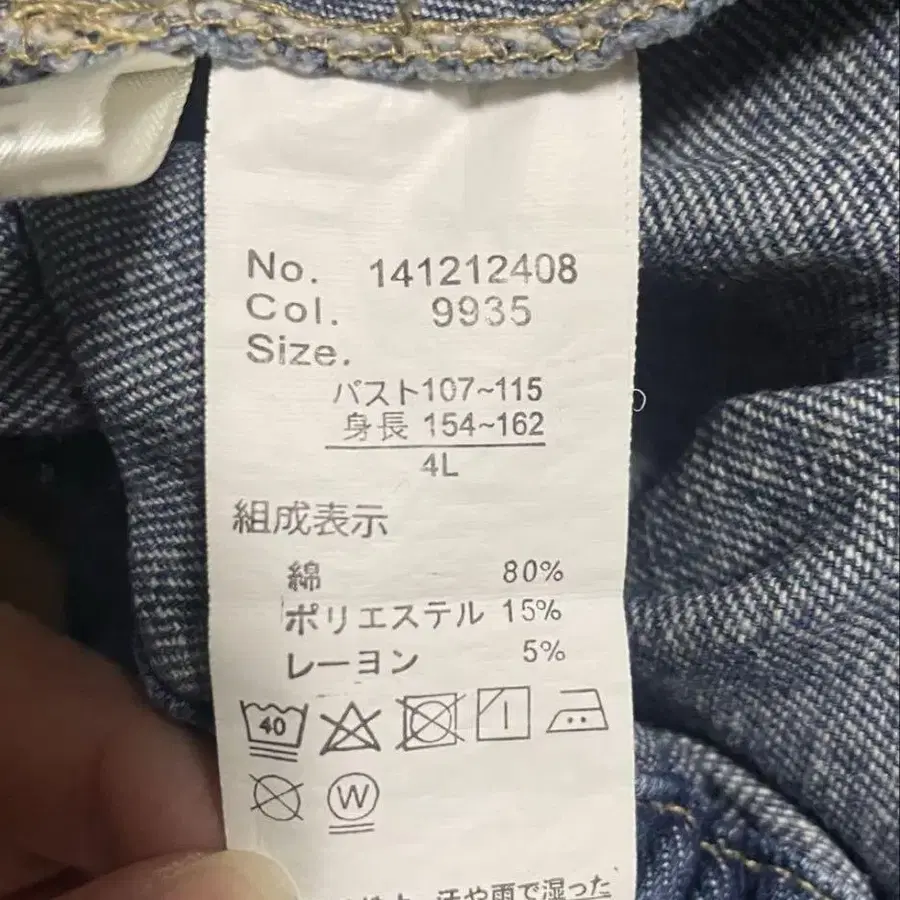 No. 141212408
Col. 9935
Size.
バスト107~115
身長 154~162
4L
組成表示
綿 80%
ポリエステル 15%
レーヨン 5%
40
W
汗や雨で湿った